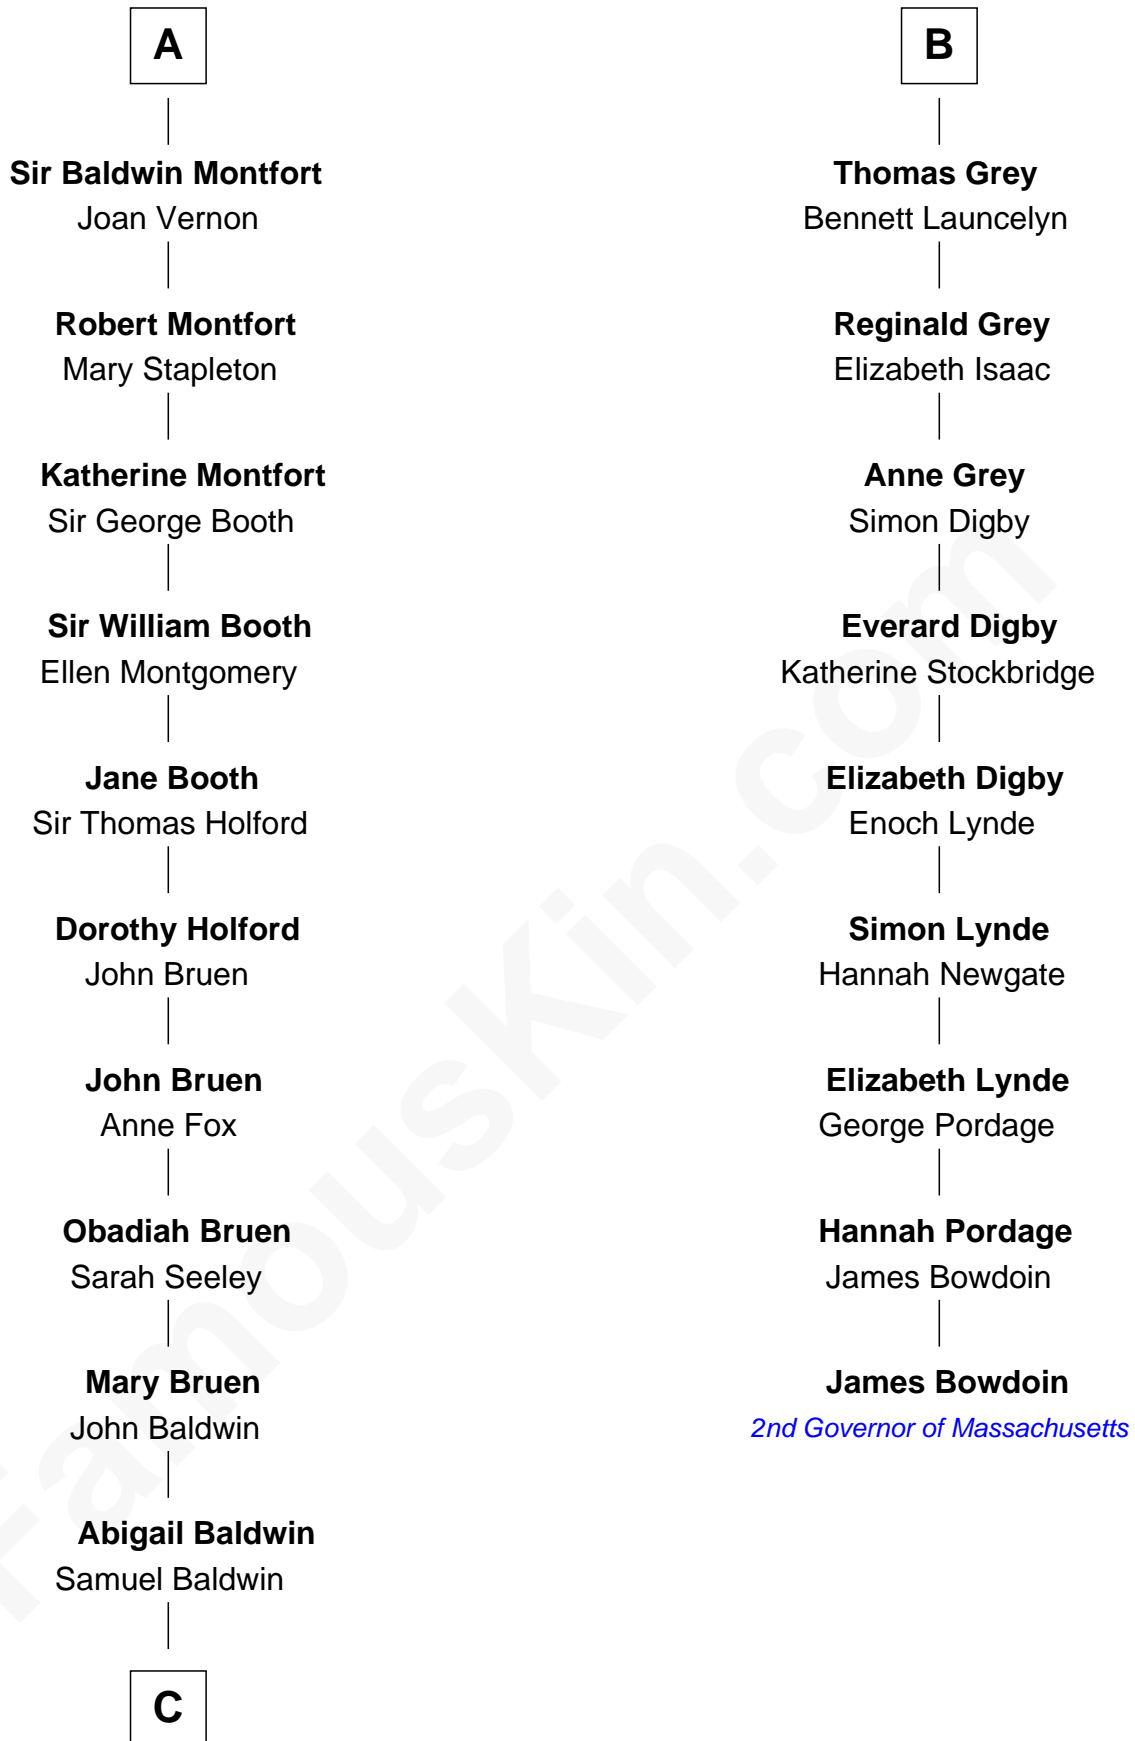 A
Sir Baldwin Montfort
Joan Vernon
Robert Montfort
Mary Stapleton
Katherine Montfort
Sir George Booth
Sir William Booth
Ellen Montgomery
Jane Booth
Sir Thomas Holford
Dorothy Holford
John Bruen
John Bruen
Anne Fox
Obadiah Bruen
Sarah Seeley
Mary Bruen
John Baldwin
Abigail Baldwin
Samuel Baldwin
C
B
Thomas Grey
Bennett Launcelyn
Reginald Grey
Elizabeth Isaac
Anne Grey
Simon Digby
Everard Digby
Katherine Stockbridge
Elizabeth Digby
Enoch Lynde
Simon Lynde
Hannah Newgate
Elizabeth Lynde
George Pordage
Hannah Pordage
James Bowdoin
James Bowdoin
2nd Governor of Massachusetts
FamousKin.com